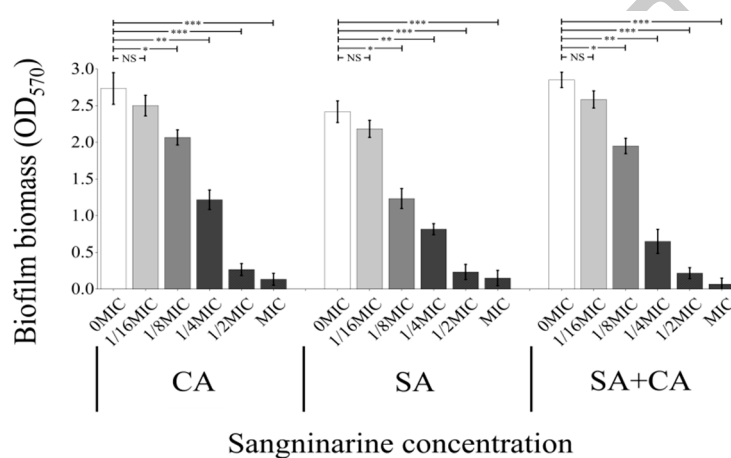 *** *** ***
*** *** ***
** ** **
* * *
NS NS NS
3.0
2.5
2.0
1.5
1.0
0.5
0.0
Biofilm biomass (OD570)
0MIC 1/16MIC 1/8MIC 1/4MIC 1/2MIC MIC 0MIC 1/16MIC 1/8MIC 1/4MIC 1/2MIC MIC 0MIC 1/16MIC 1/8MIC 1/4MIC 1/2MIC MIC
CA SA SA+CA
Sangninarine concentration